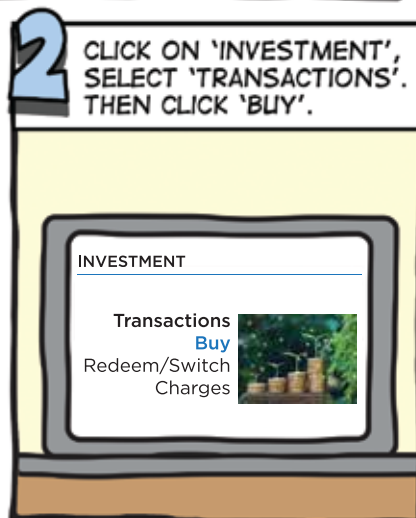 2
CLICK ON 'INVESTMENT',
SELECT 'TRANSACTIONS'.
THEN CLICK 'BUY'.
INVESTMENT
Transactions
Buy
Redeem/Switch
Charges